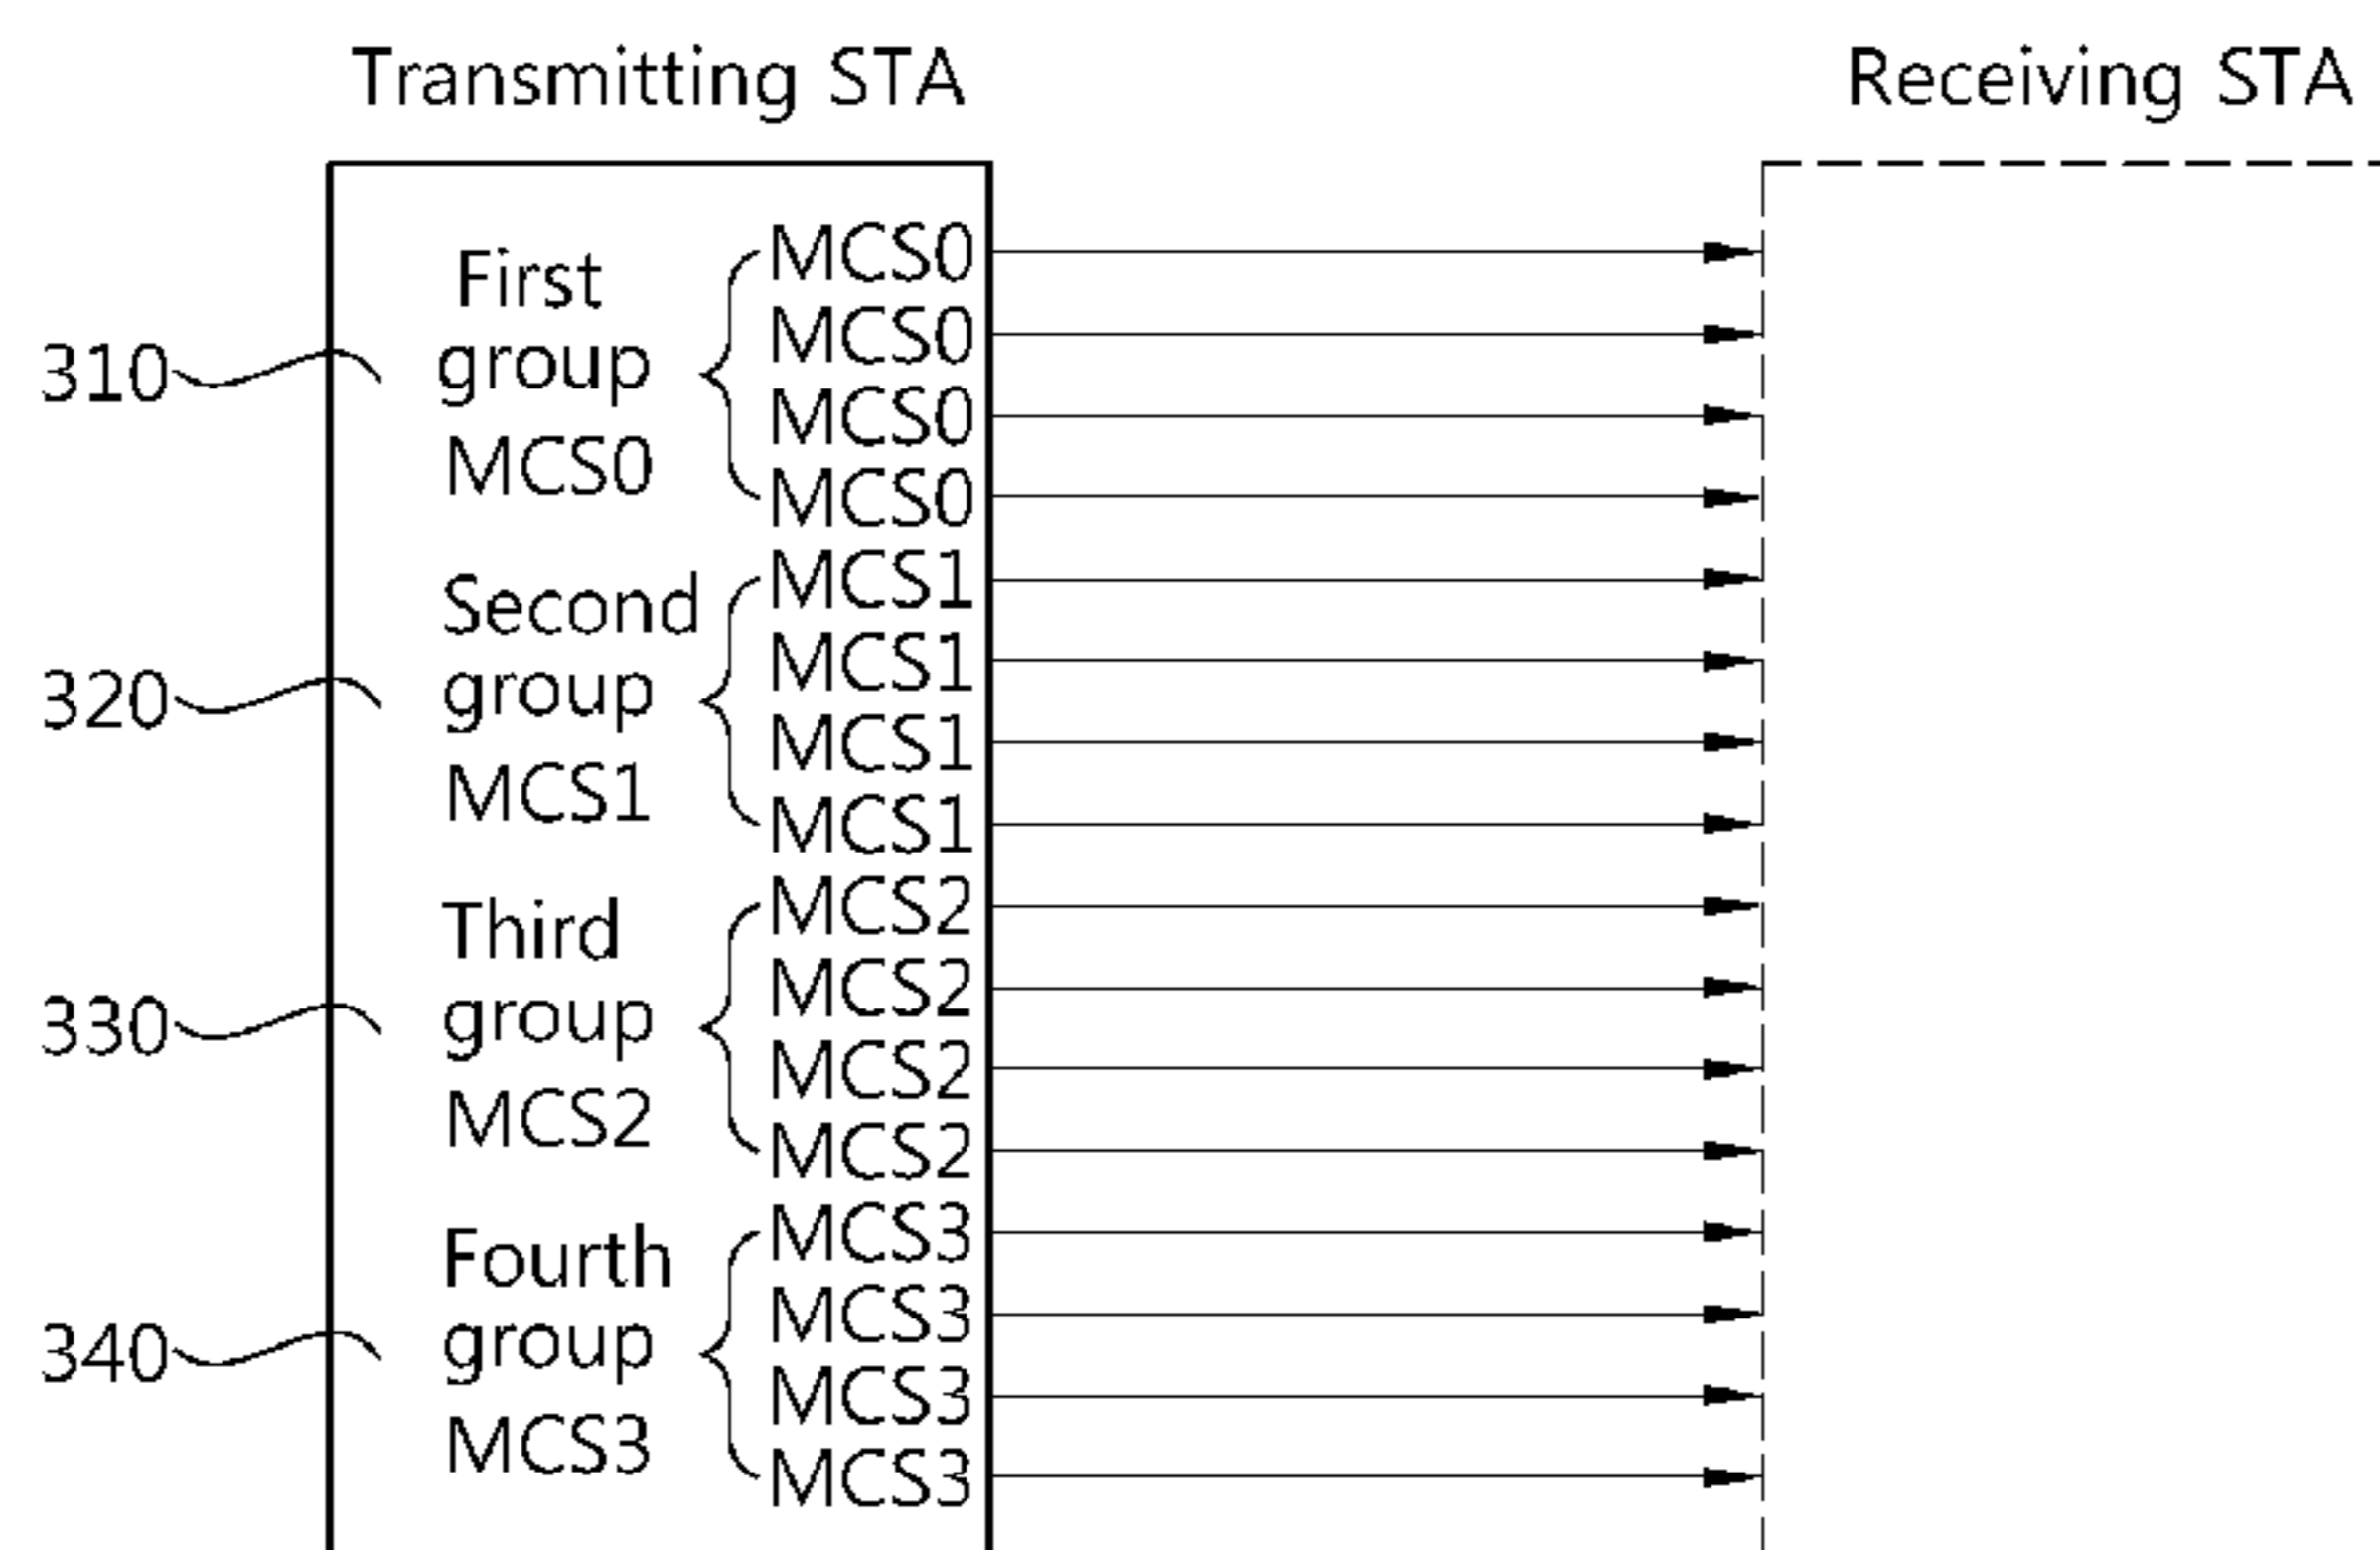 Transmitting STA
Receiving STA
310
First
group
MCS0
MCS0
MCS0
MCS0
MCS0
320
Second
group
MCS1
MCS1
MCS1
MCS1
MCS1
330
Third
group
MCS2
MCS2
MCS2
MCS2
MCS2
340
Fourth
group
MCS3
MCS3
MCS3
MCS3
MCS3